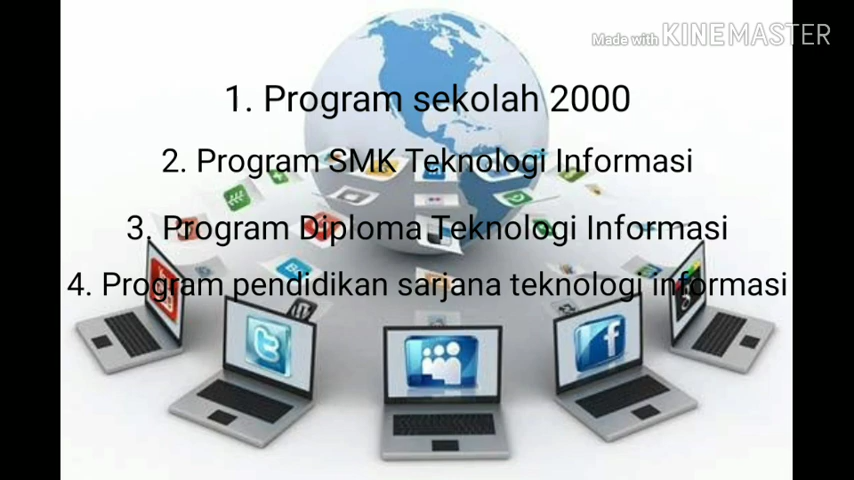 Made with KINEMASTER
1. Program sekolah 2000
2. Program SMK Teknologi Informasi
3. Program Diploma Teknologi Informasi
4. Program pendidikan sarjana teknologi informasi